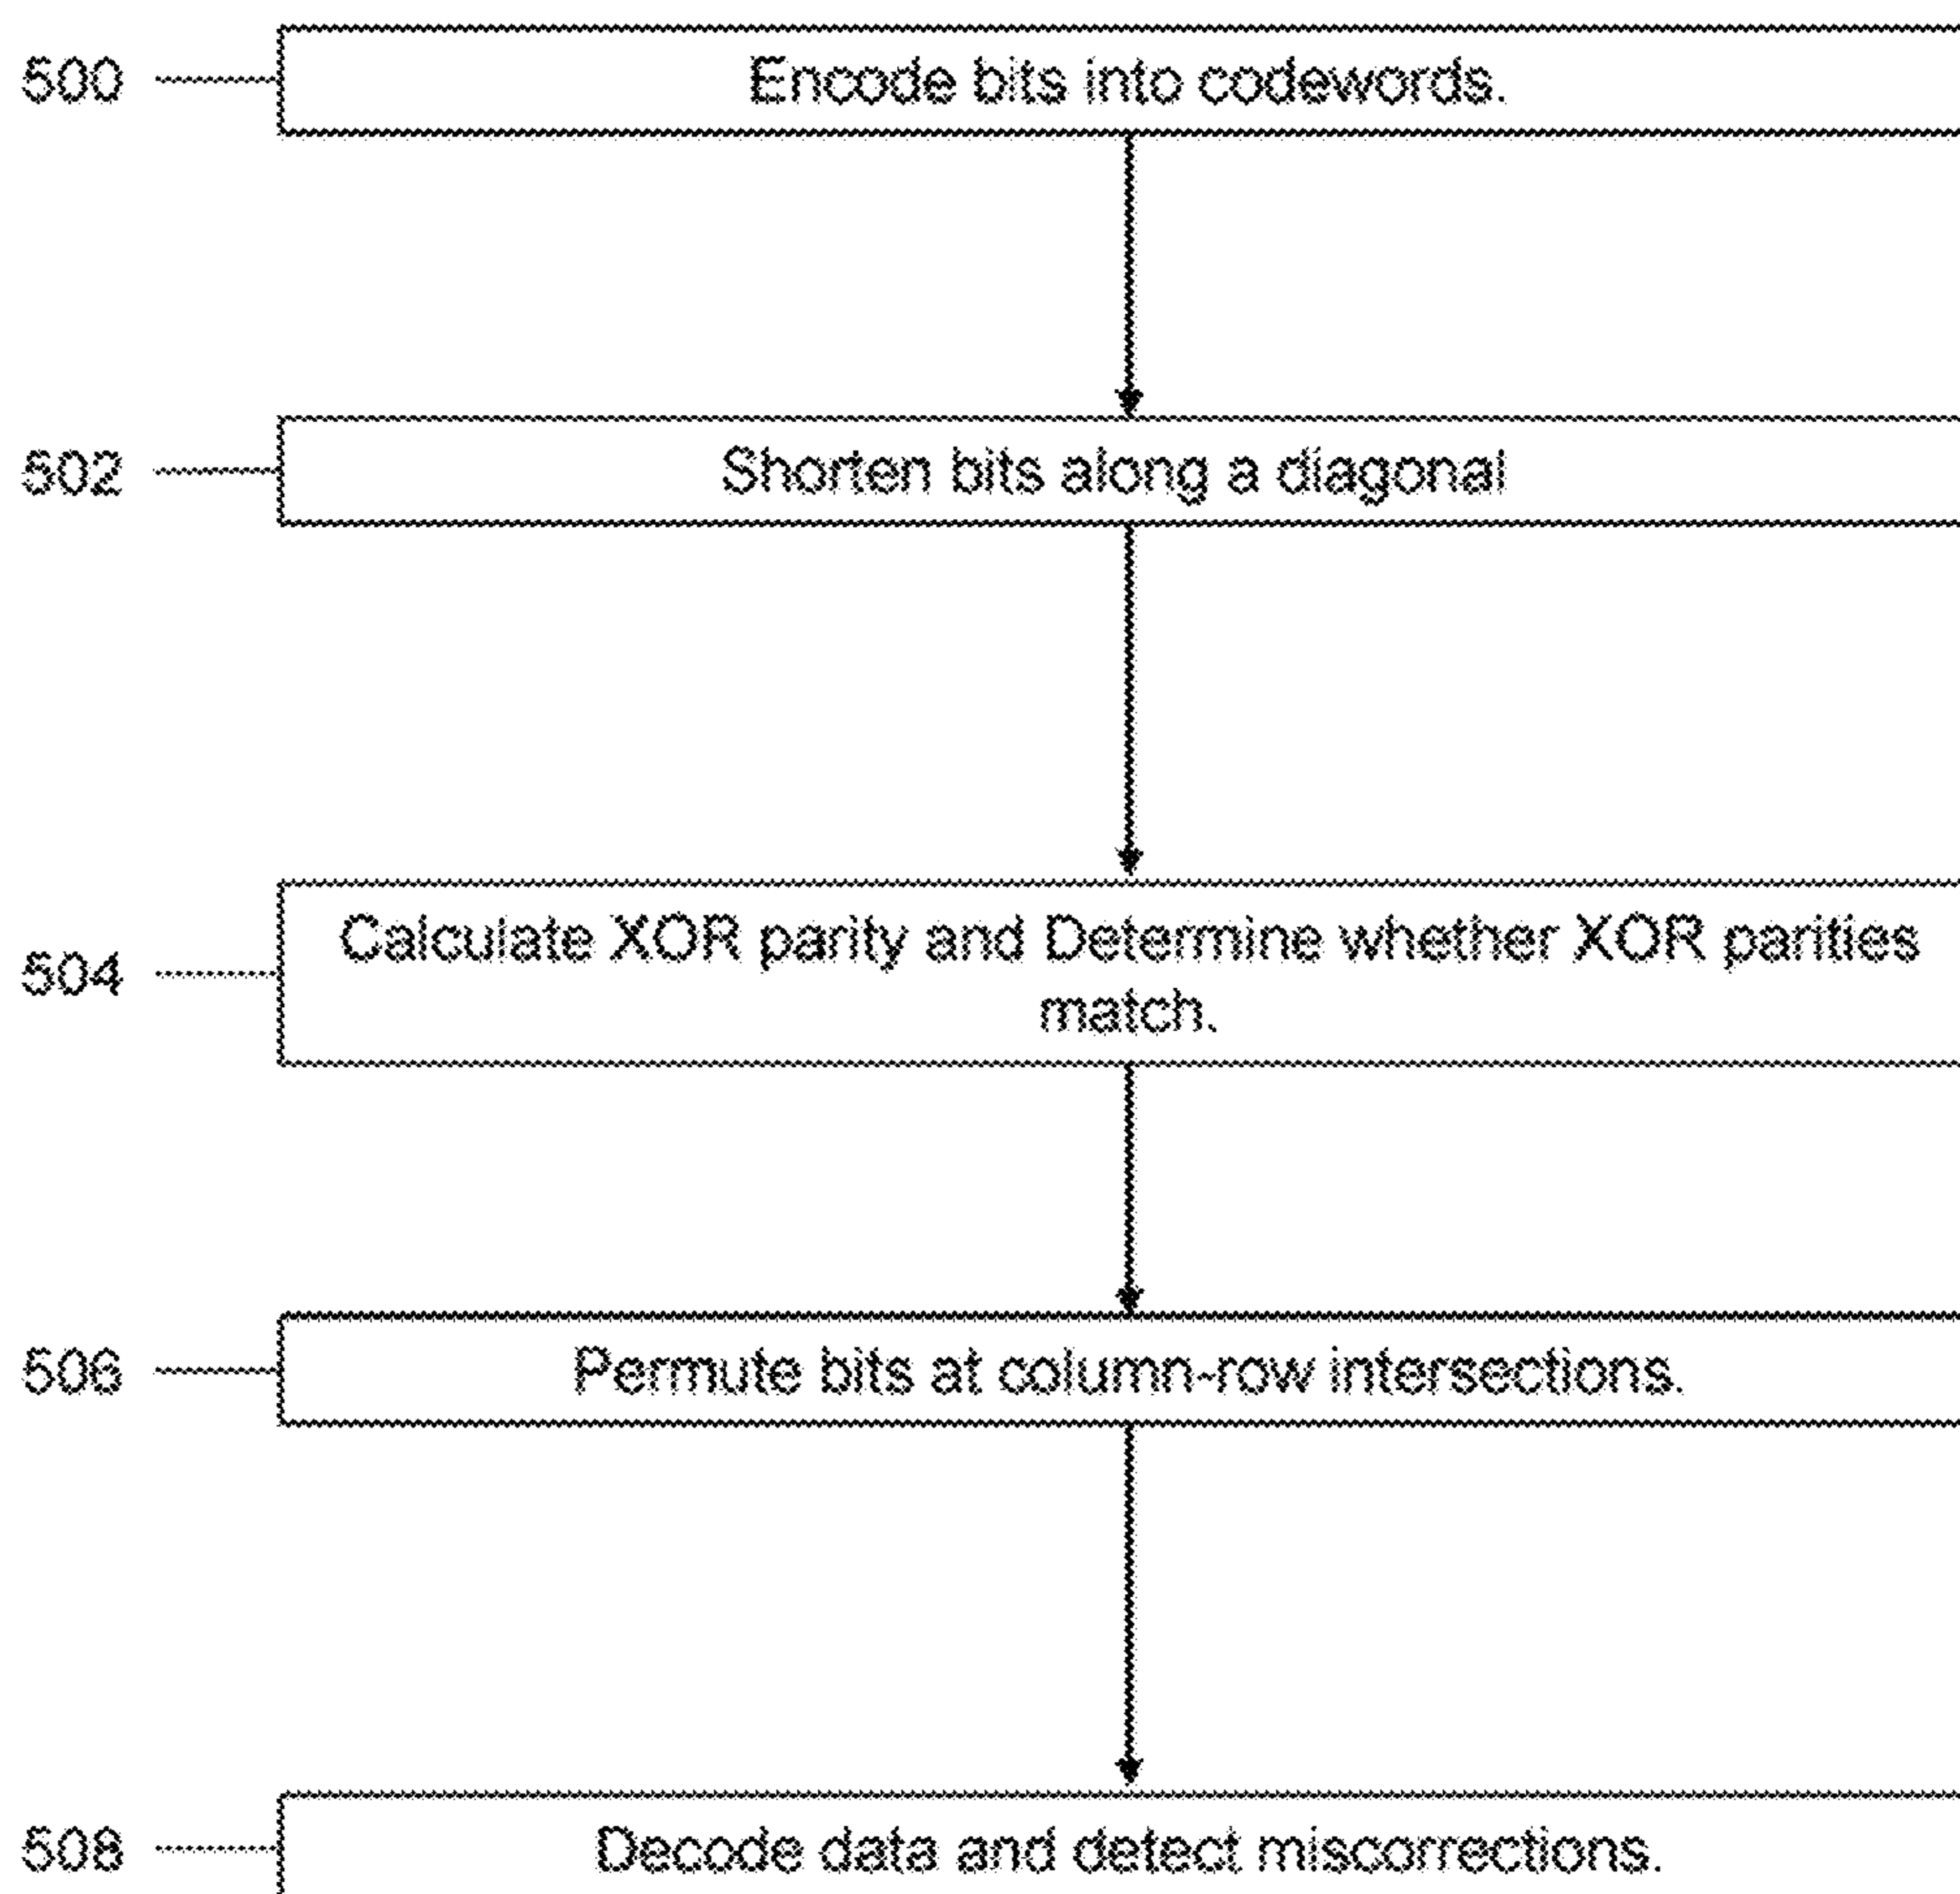 500 Encode bits into codewords.
502 Shorten bits along a diagonal
Calculate XOR parity and Determine whether XOR parities
504
match.
506 Permute bits at column-row intersections.
508 Decode data and detect miscorrections.